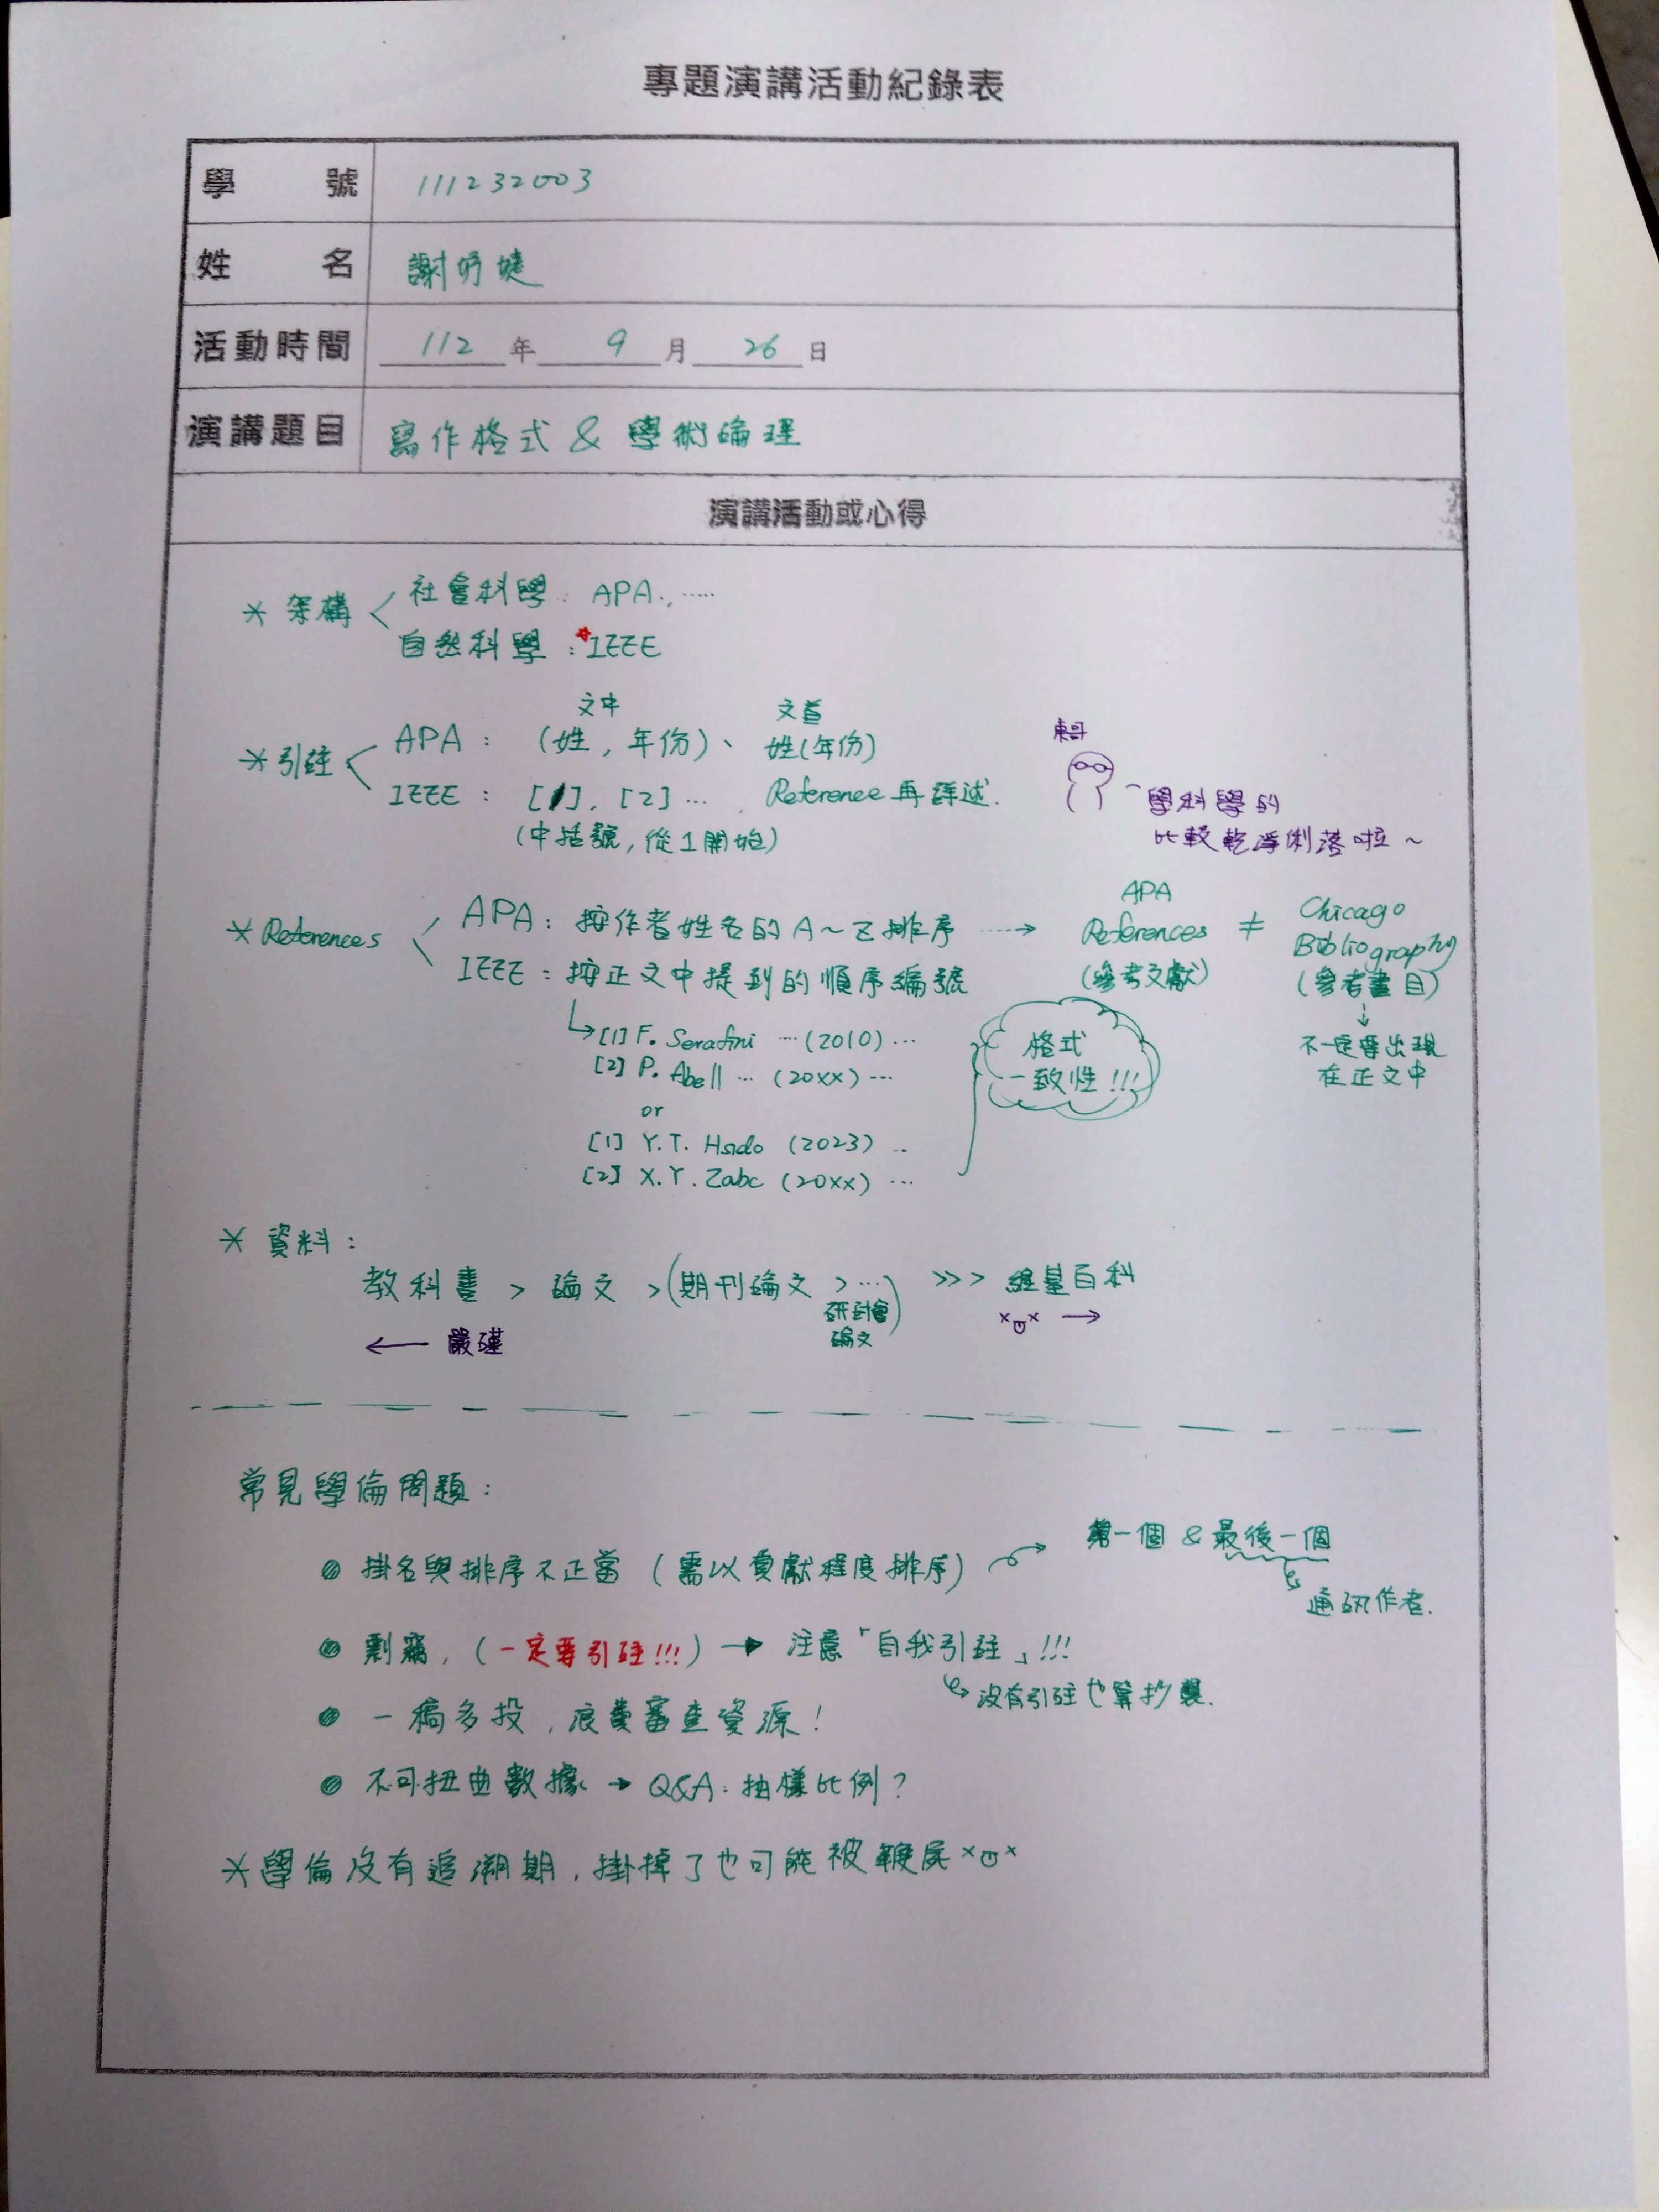 專題演講活動紀錄表
學 號 111232003
姓 名 謝妤婕
活動時間 112 年 9 月 26 日
演講題目 寫作格式 & 學術倫理
演講活動或心得
* 架構 < 社會科學: APA., ……
自然科學: *IEEE
文中 文首
* 引註 < APA: (姓, 年份)、 姓(年份)
IEEE: [1], [2] … , Reference 再詳述.
(中括號, 從1開始)
東哥
學科學的
比較乾淨俐落啦~
* References < APA: 按作者姓名的 A~Z 排序 ……→ APA References ≠ Chicago Bibliography
(參考文獻) (參考書目)
IEEE: 按正文中提到的順序編號
↓
不一定要出現
在正文中
↳ [1] F. Serafini … (2010) …
[2] P. Abell … (20XX) …
or
[1] Y.T. Hsiao (2023) ..
[2] X.Y. Zabc (20XX) …
格式
一致性!!!
* 資料:
教科書 > 論文 > (期刊論文 > … 研討會論文) >>> 維基百科
← 嚴謹 →
常見學倫問題:
掛名與排序不正當 (需以貢獻程度排序) → 第一個 & 最後一個
↳ 通訊作者.
剽竊, (一定要引註!!!) → 注意「自我引註」!!!
↳ 沒有引註也算抄襲.
一稿多投, 浪費審查資源!
不可扭曲數據 → Q&A: 抽樣比例?
* 學倫沒有追溯期, 掛掉了也可能被鞭屍